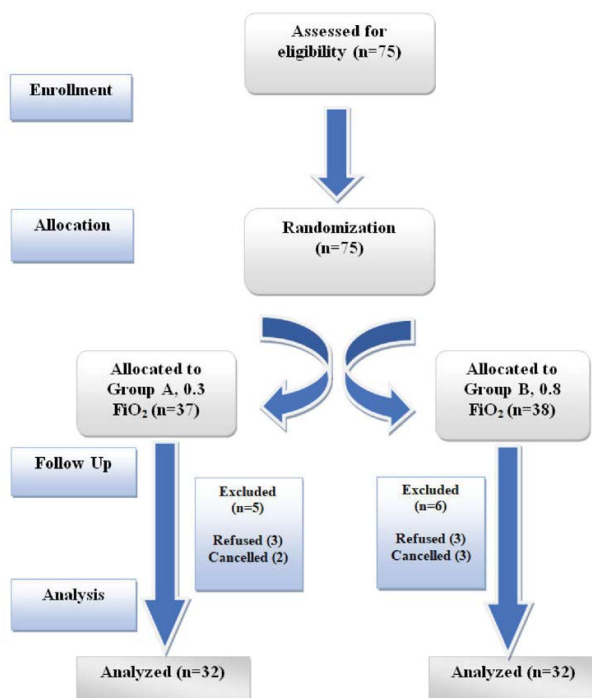 Assessed for
eligibility (n=75)
Enrollment
Allocation
Randomization
(n=75)
Allocated to
Group A, 0.3
FiO₂ (n=37)
Allocated to
Group B, 0.8
FiO₂ (n=38)
Follow Up
Excluded
(n=5)
Refused (3)
Cancelled (2)
Excluded
(n=6)
Refused (3)
Cancelled (3)
Analysis
Analyzed (n=32)
Analyzed (n=32)